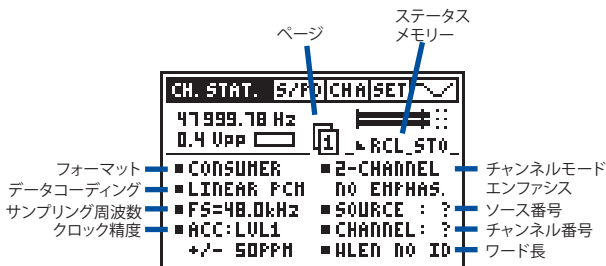 ステータス
メモリー
ページ
CH. STAT. S/PD CHA SET
47999.78 Hz
0.4 Vpp
1 RCL_STO_
フォーマット CONSUMER 2-CHANNEL チャンネルモード
データコーディング LINEAR PCM NO EMPHAS. エンファシス
サンプリング周波数 FS=48.0kHz SOURCE : ? ソース番号
クロック精度 ACC:LVL1 CHANNEL: ? チャンネル番号
+/- 50PPM WLEN NO ID ワード長